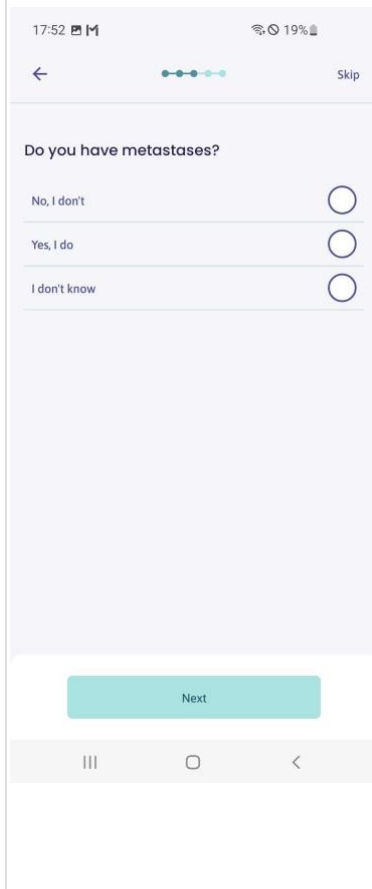 17:52 19%
Skip
Do you have metastases?
No, I don't
Yes, I do
I don't know
Next